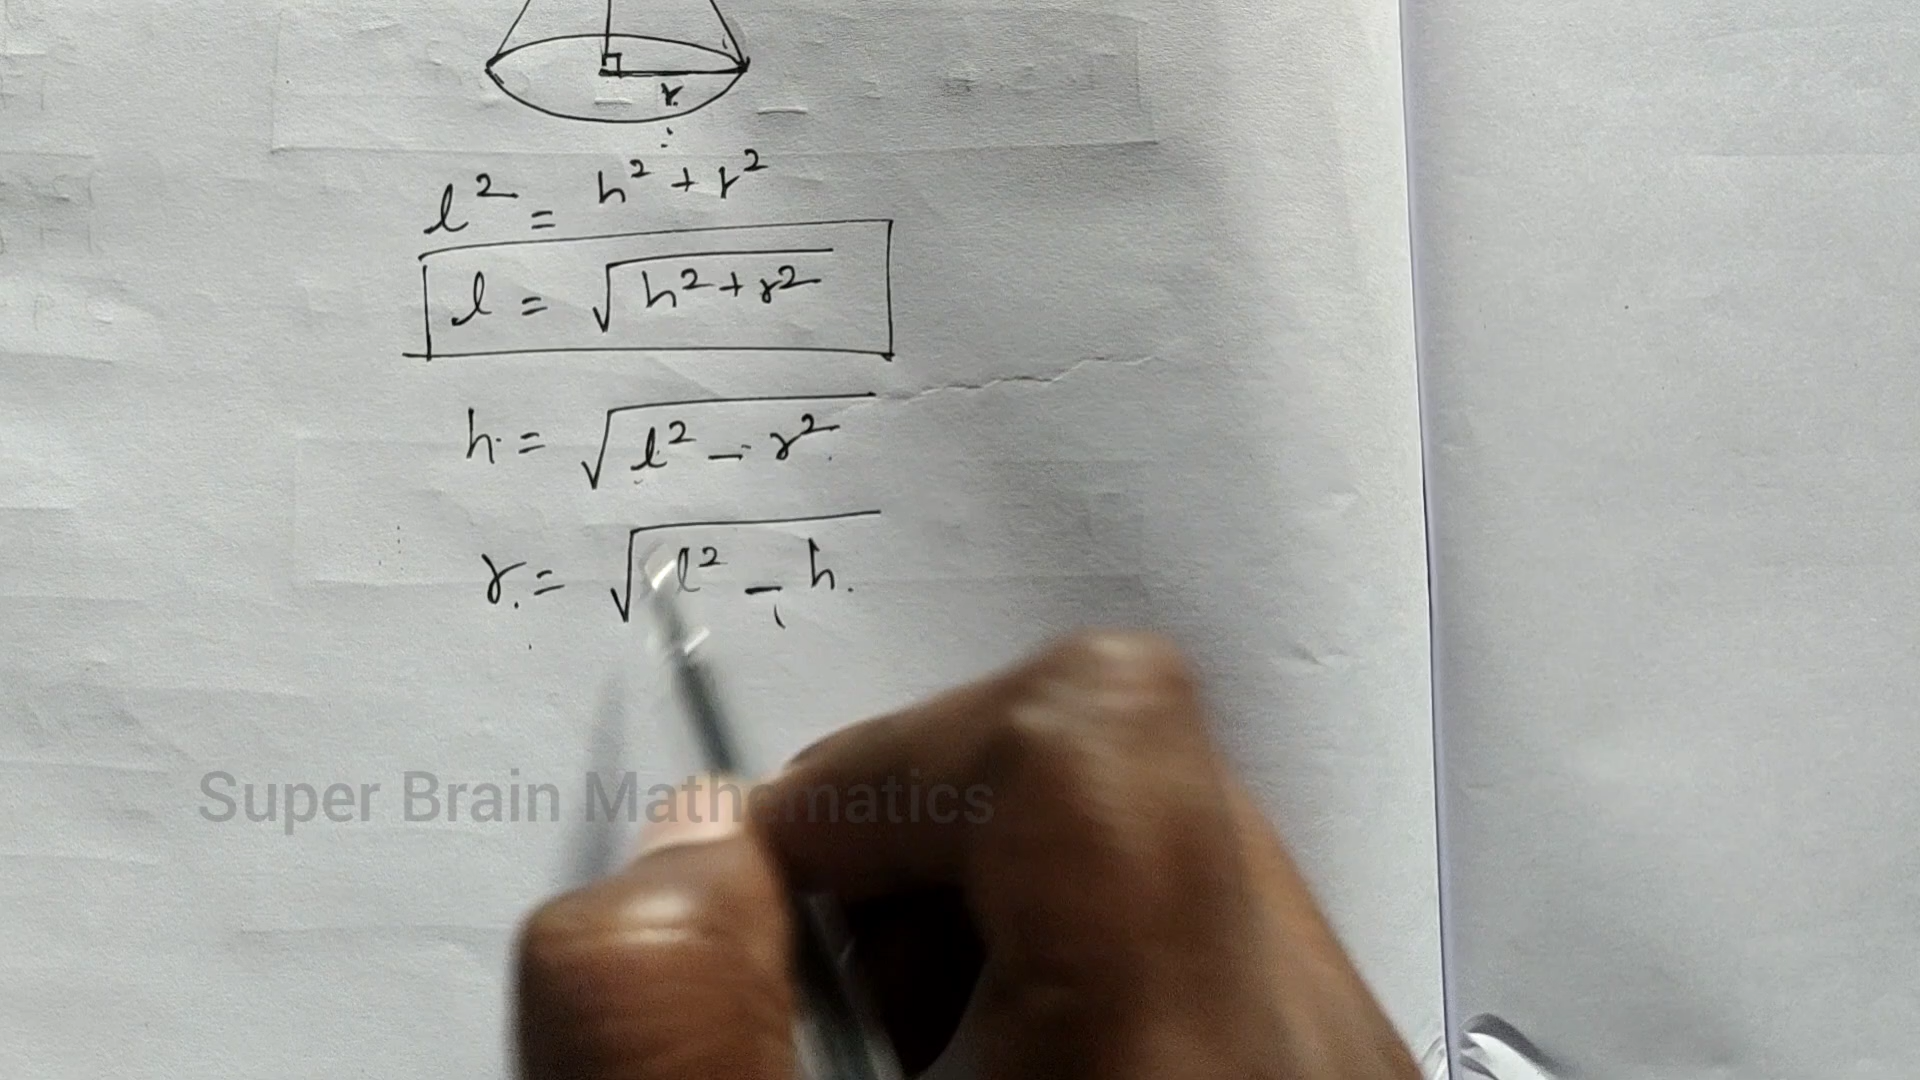 r
l² = h² + r²
l = √(h² + r²)
h = √(l² - r²)
r = √(l² - h
Super Brain Mathematics